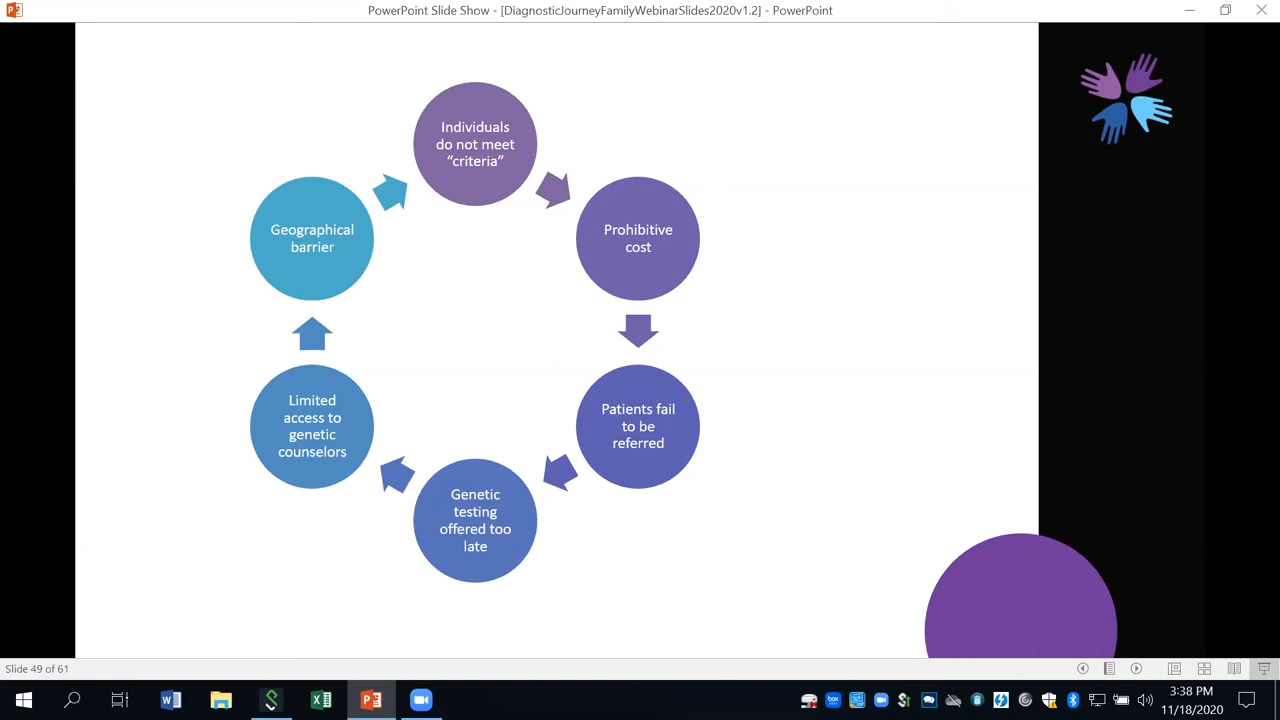 PowerPoint Slide Show - [DiagnosticJourneyFamilyWebinarSlides2020v1.2] - PowerPoint
Individuals
do not meet
“criteria”
Prohibitive
cost
Patients fail
to be
referred
Genetic
testing
offered too
late
Limited
access to
genetic
counselors
Geographical
barrier
Slide 49 of 61
3:38 PM
11/18/2020